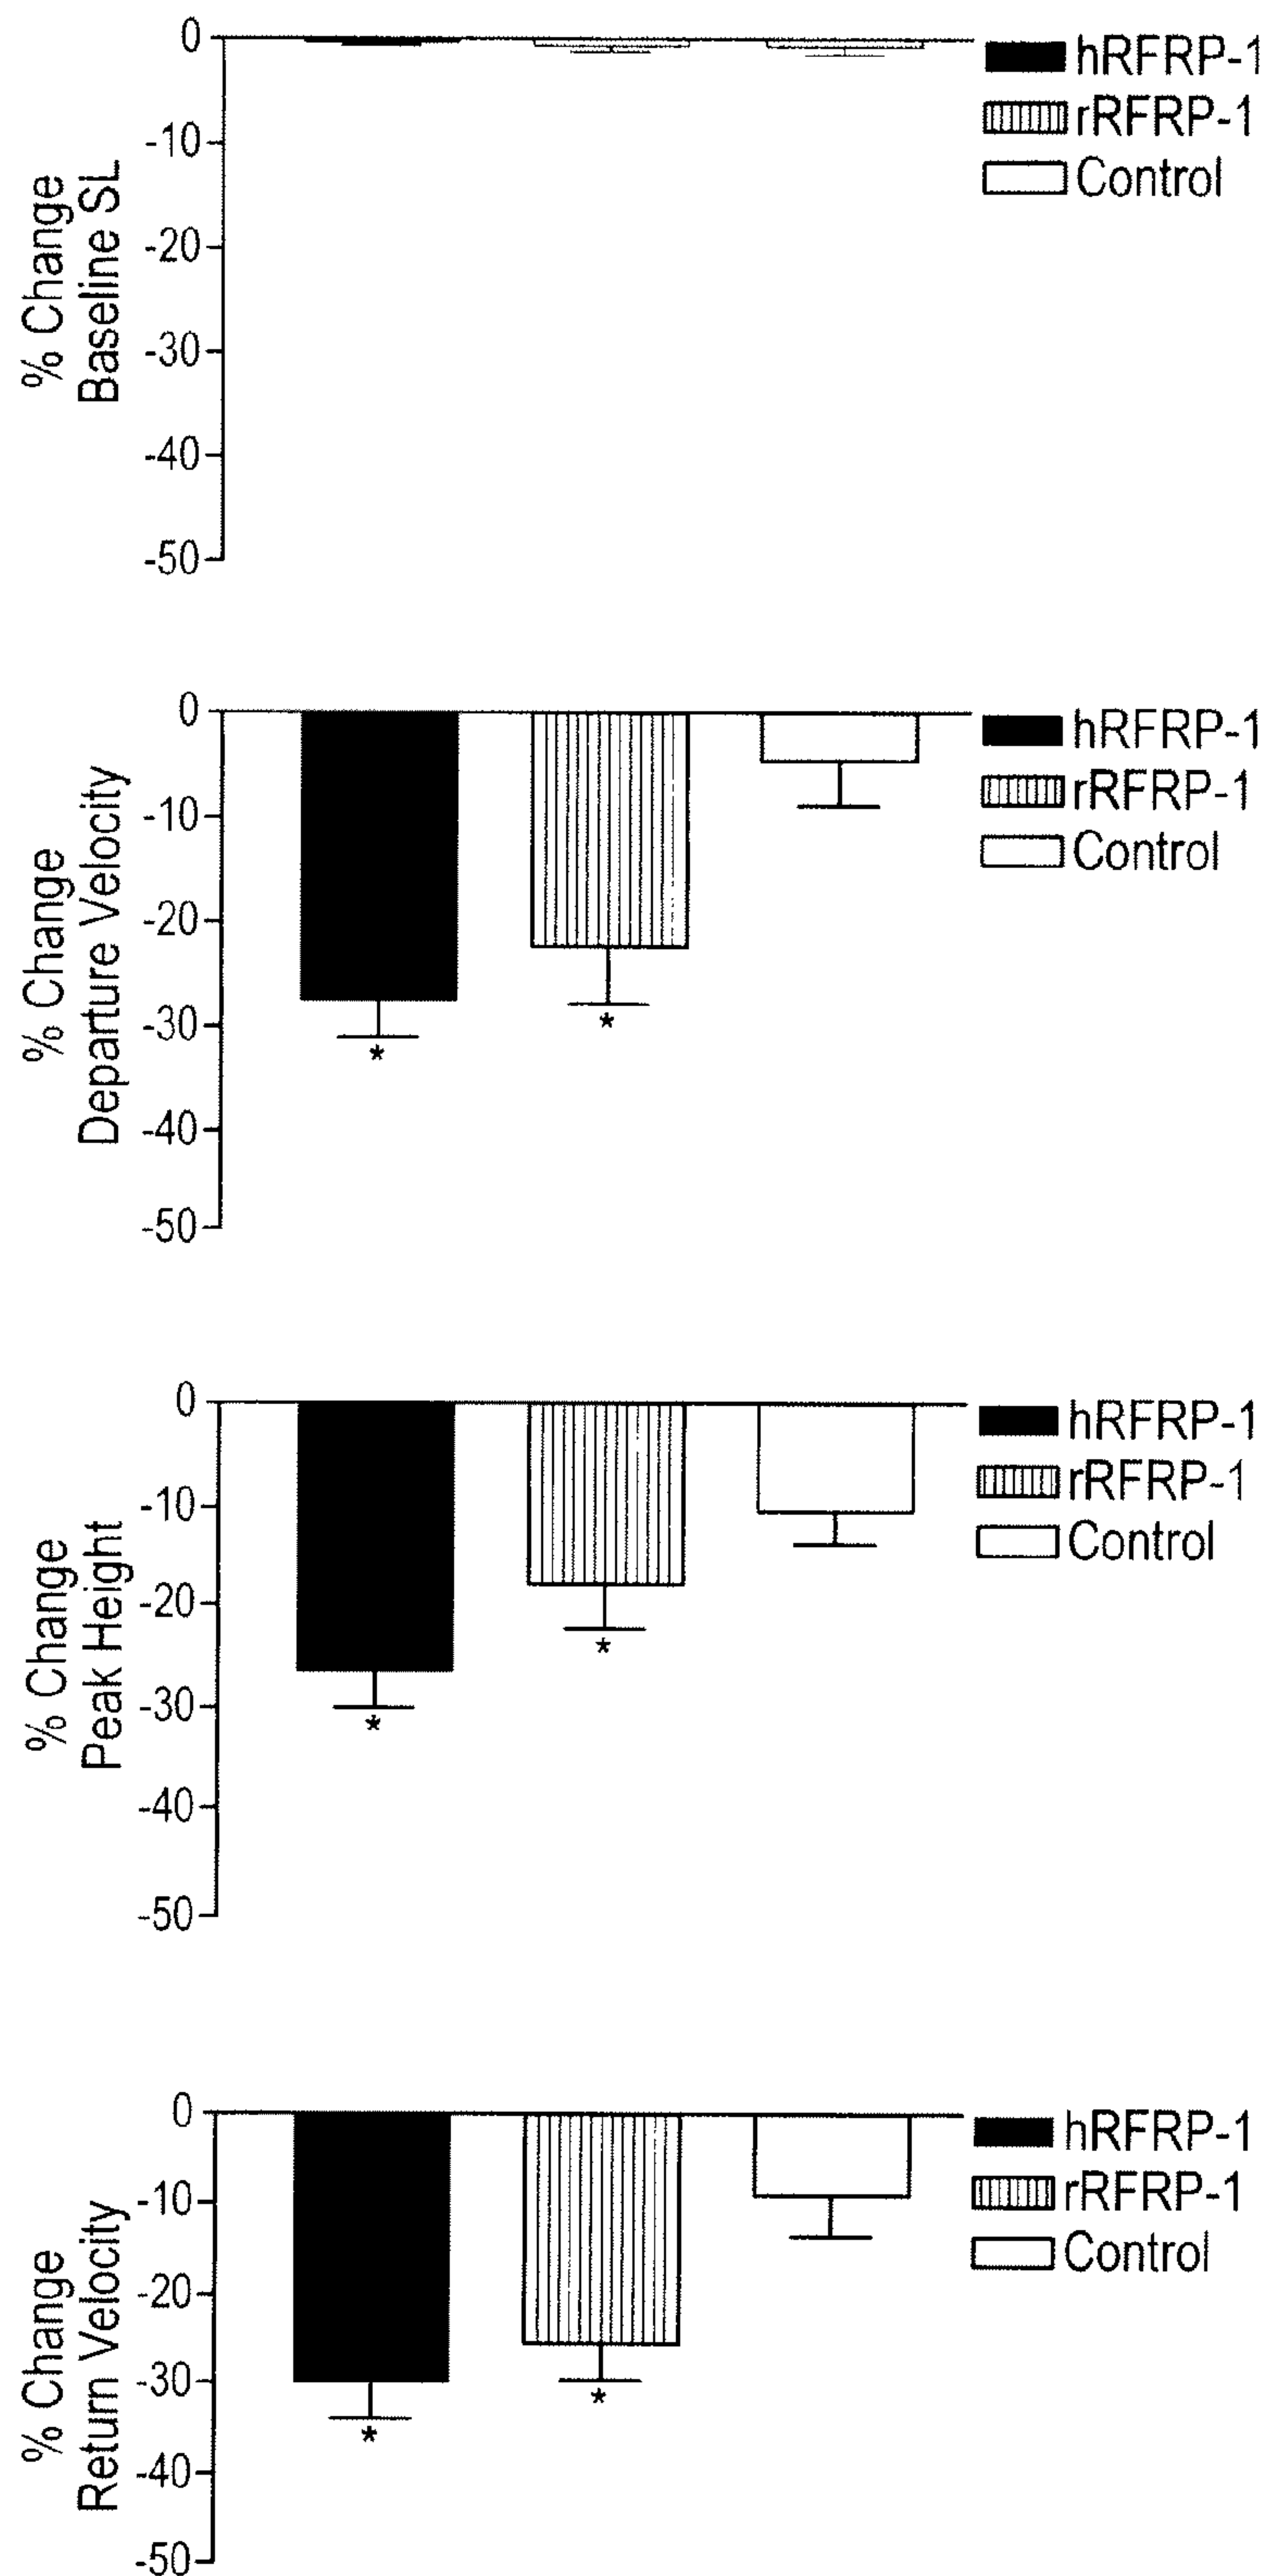 0
-10
-20
-30
-40
-50
% Change
Baseline SL
hRFRP-1
rRFRP-1
Control
0
-10
-20
-30
-40
-50
% Change
Departure Velocity
*
*
hRFRP-1
rRFRP-1
Control
0
-10
-20
-30
-40
-50
% Change
Peak Height
*
*
hRFRP-1
rRFRP-1
Control
0
-10
-20
-30
-40
-50
% Change
Return Velocity
*
*
hRFRP-1
rRFRP-1
Control